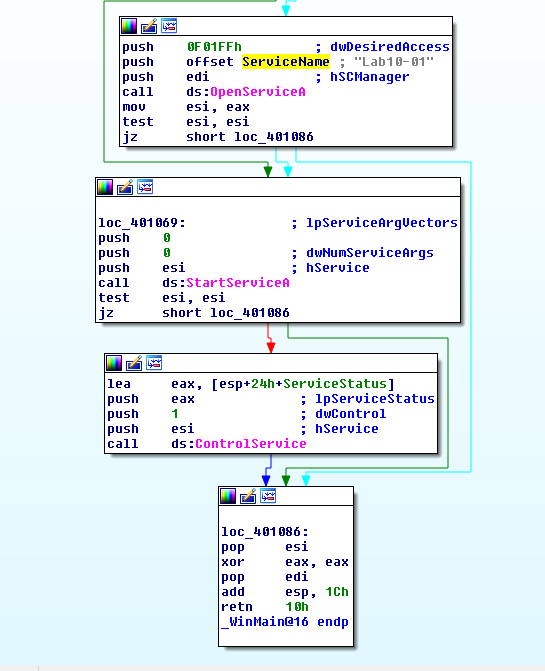 push 0F01FFh ; dwDesiredAccess
push offset ServiceName ; "Lab10-01"
push edi ; hSCManager
call ds:OpenServiceA
mov esi, eax
test esi, esi
jz short loc_401086
loc_401069: ; lpServiceArgVectors
push 0
push 0 ; dwNumServiceArgs
push esi ; hService
call ds:StartServiceA
test esi, esi
jz short loc_401086
lea eax, [esp+24h+ServiceStatus]
push eax ; lpServiceStatus
push 1 ; dwControl
push esi ; hService
call ds:ControlService
loc_401086:
pop esi
xor eax, eax
pop edi
add esp, 1Ch
retn 10h
_WinMain@16 endp